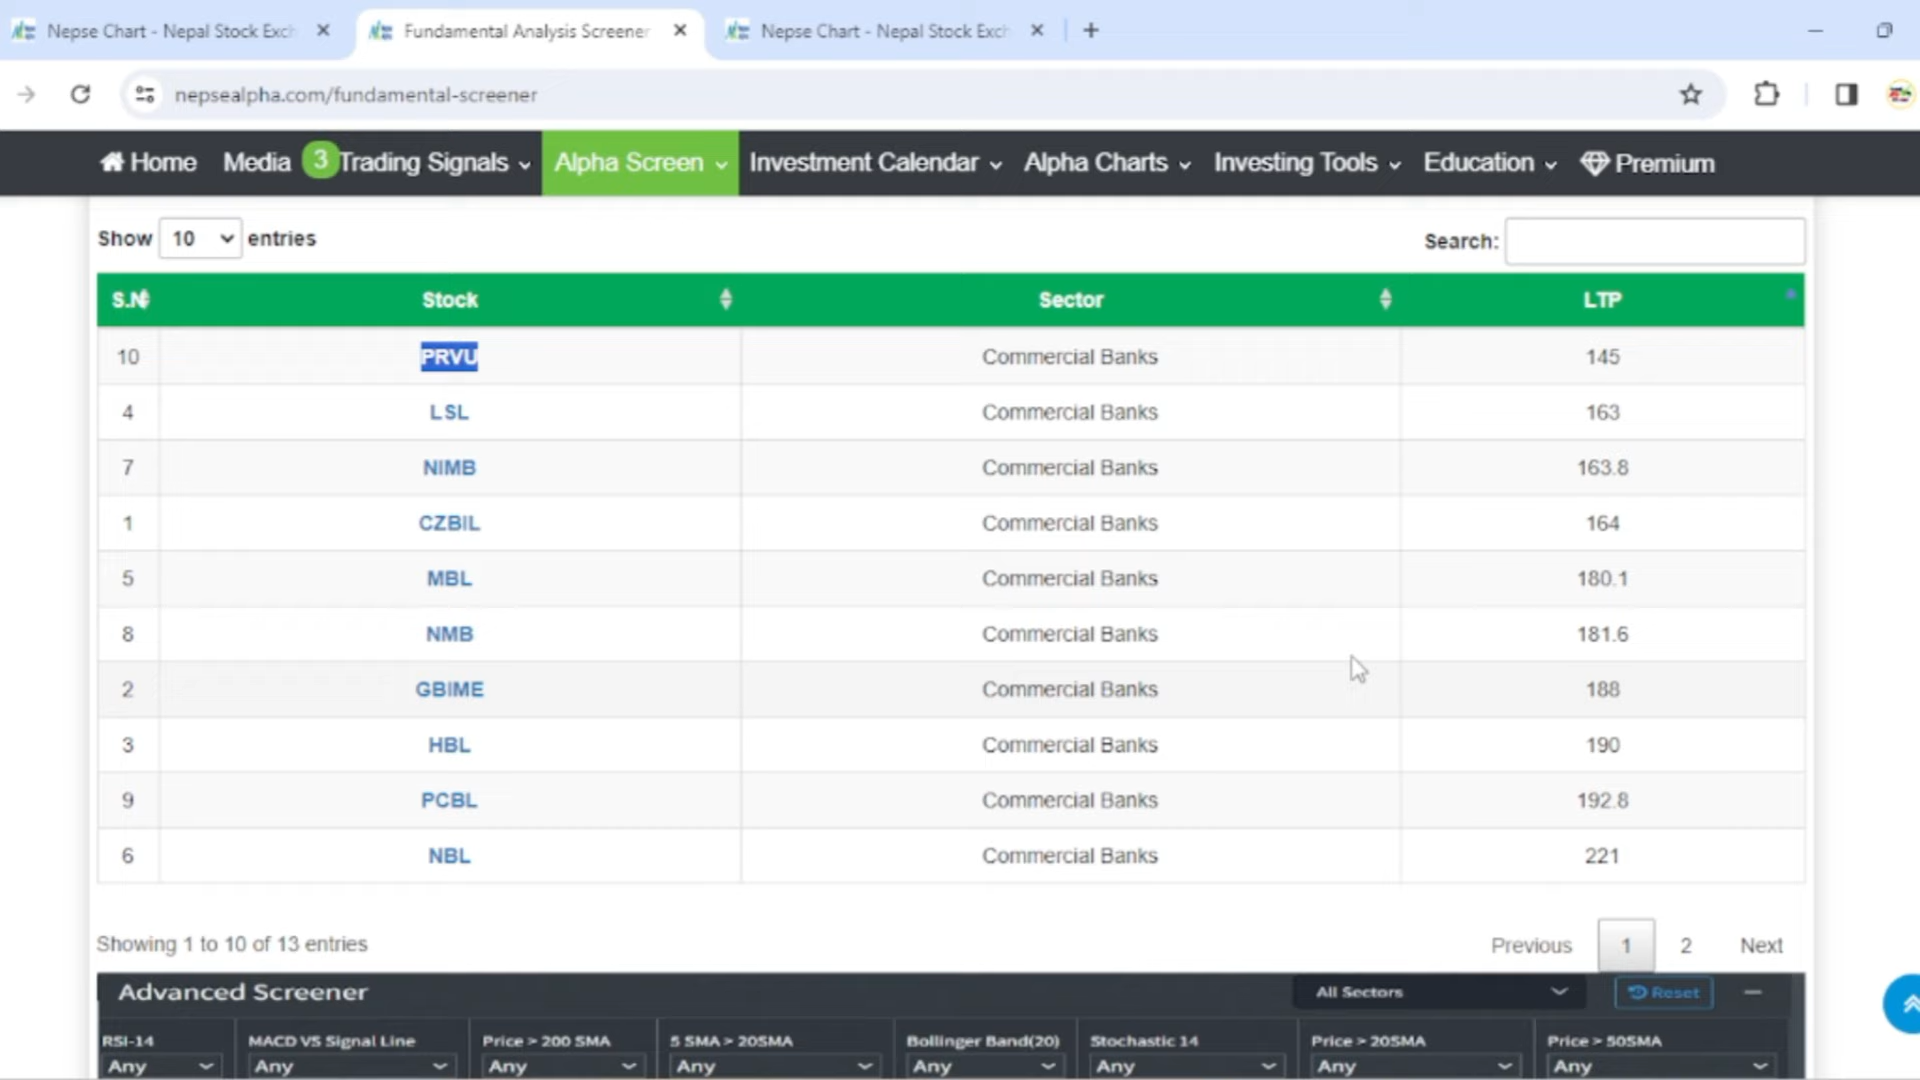 Nepse Chart - Nepal Stock Exch
Fundamental Analysis Screener
Nepse Chart - Nepal Stock Exch
nepsealpha.com/fundamental-screener
Home Media 3 Trading Signals Alpha Screen Investment Calendar Alpha Charts Investing Tools Education Premium
Show 10 entries Search:
S.N Stock Sector LTP
10 PRVU Commercial Banks 145
4 LSL Commercial Banks 163
7 NIMB Commercial Banks 163.8
1 CZBIL Commercial Banks 164
5 MBL Commercial Banks 180.1
8 NMB Commercial Banks 181.6
2 GBIME Commercial Banks 188
3 HBL Commercial Banks 190
9 PCBL Commercial Banks 192.8
6 NBL Commercial Banks 221
Showing 1 to 10 of 13 entries Previous 1 2 Next
Advanced Screener All Sectors Reset
RSI-14 MACD VS Signal Line Price > 200 SMA 5 SMA > 20SMA Bollinger Band(20) Stochastic 14 Price > 20SMA Price > 50SMA
Any Any Any Any Any Any Any Any